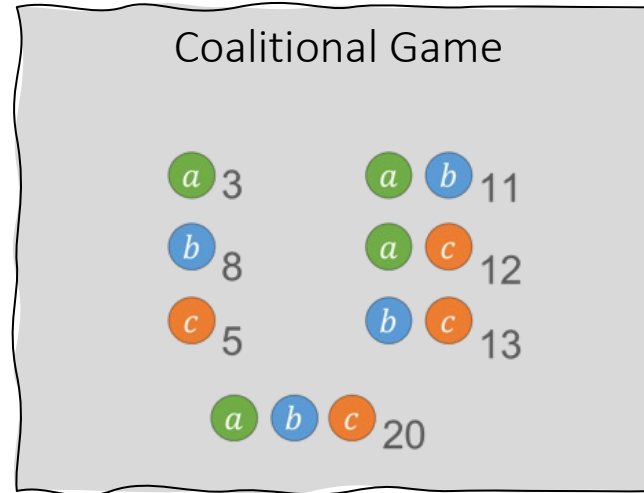 Coalitional Game
a 3 a b 11
b 8 a c 12
c 5 b c 13
a b c 20